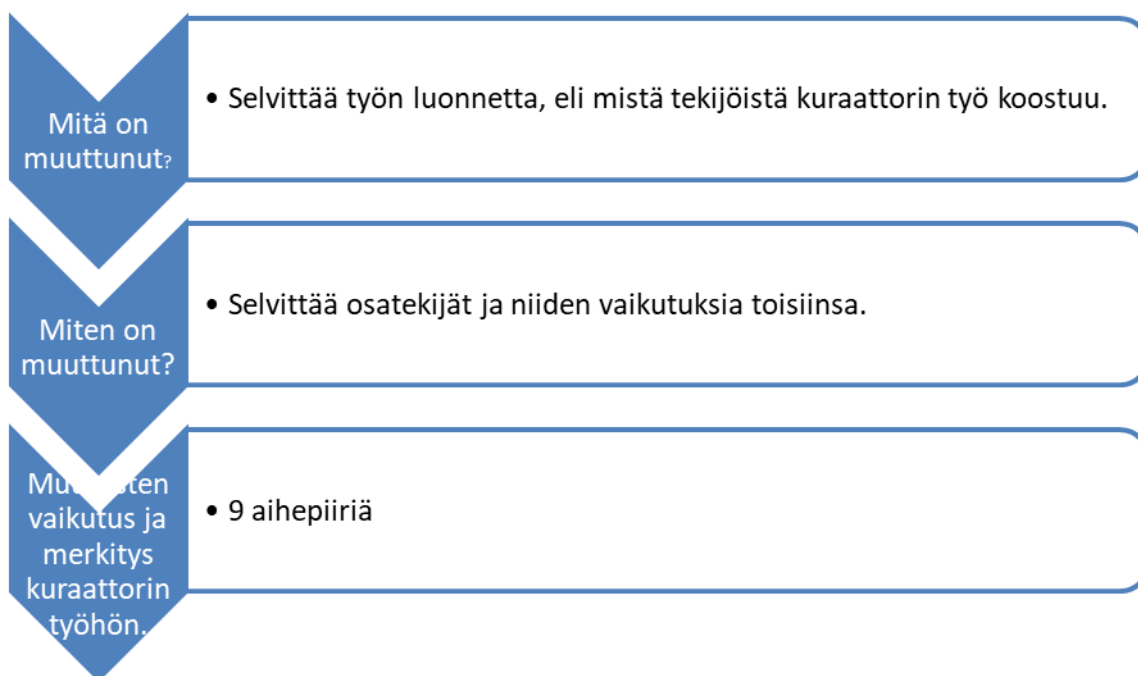 Mitä on
muuttunut?
• Selvittää työn luonnetta, eli mistä tekijöistä kuraattorin työ koostuu.
Miten on
muuttunut?
• Selvittää osatekijät ja niiden vaikutuksia toisiinsa.
vaikutus ja
merkitys
kuraattorin
työhön.
• 9 aihepiiriä